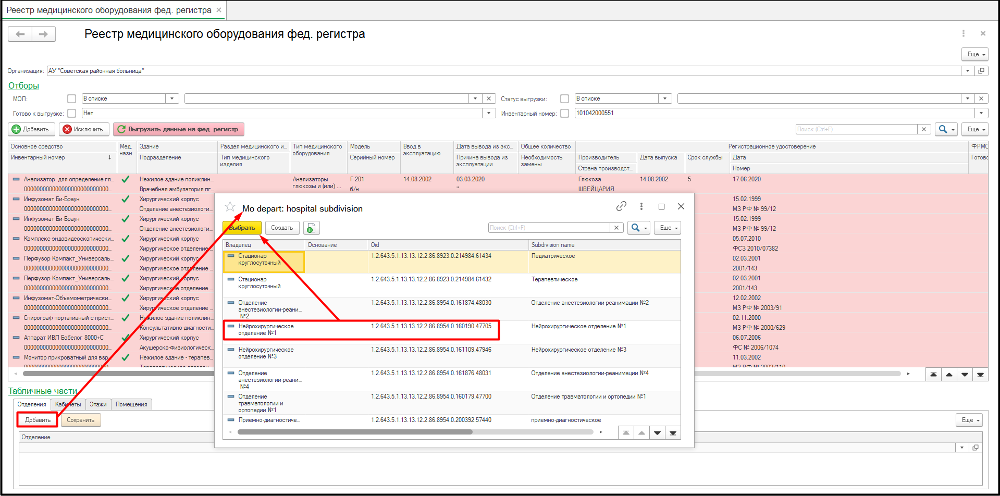 Реестр медицинского оборудования фед. регистра
Реестр медицинского оборудования фед. регистра
Еще
Организация: АУ "Советская районная больница"
Отборы
МОЛ: В списке Статус выгрузки: В списке
Готово к выгрузке: Нет Инвентарный номер: 101042000551
Добавить Исключить Выгрузить данные на фед. регистр Поиск (Ctrl+F) Еще
Основное средство Мед. назн Здание Раздел медицинского и... Тип медицинского оборудования Модель Ввод в эксплуатацию Дата вывода из экс... Общее количество Регистрационное удостоверение ФРМС
Инвентарный номер Подразделение Тип медицинского изделия Серийный номер Причина вывода из эксплуатации Необходимость замены Производитель Дата выпуска Срок службы Дата Готовс
Страна производст... Номер
Анализатор для определение гл... Нежилое здание поликлин... Анализаторы глюкозы и (или) ... Г 201 14.08.2002 03.03.2020 Глюкоза 14.08.2002 5 17.06.2020
0000000000000000000000000000... Врачебная амбулатория пг... б/н " ШВЕЙЦАРИЯ
Инфузомат Би-Браун Хирургический корпус 15.02.1999
0000000000000000000000000000... Отделение анестезиологи... МЗ РФ № 99/12
Инфузомат Би-Браун Хирургический корпус 15.02.1999
0000000000000000000000000000... Отделение анестезиологи... МЗ РФ № 99/12
Комплекс эндовидеоскопически... Хирургический корпус 05.07.2010
0000000000000000000000000000... Хирургическое отделение ... ФСЗ 2010/07382
Перфузор Компакт_Универсаль... Хирургический корпус 02.03.2001
0000000000000000000000000000... Хирургическое отделение ... 2001/143
Перфузор Компакт_Универсаль... Хирургический корпус 02.03.2001
0000000000000000000000000000... Хирургическое отделение ... 2001/143
Инфузомат-Объемометрически... Хирургический корпус 12.02.2002
0000000000000000000000000000... Хирургическое отделение ... МЗ РФ № 2003/91
Спирограф портативный с прист... Нежилое здание поликлин... 02.11.2000
0000000000000000000000000000... Консультативно-диагности... МЗ РФ № 2000/629
Аппарат ИВЛ Бэбелог 8000+С Хирургический корпус 06.07.2006
0000000000000000000000000000... Акушерско-физиологическ... ФС № 2006/1074
Монитор прикроватный для взр... Нежилое здание - терапев... 11.03.2002
Терапевтическое отделен... МЗ РФ № 2002/110
Mo depart: hospital subdivision
Выбрать Создать Поиск (Ctrl+F) Еще
Владелец Основание Oid Subdivision name
Стационар круглосуточный 1.2.643.5.1.13.13.12.2.86.8923.0.214984.61434 Педиатрическое
Стационар круглосуточный 1.2.643.5.1.13.13.12.2.86.8923.0.214984.61432 Терапевтическое
Отделение анестезиологии-реани... №2 1.2.643.5.1.13.13.12.2.86.8954.0.161874.48030 Отделение анестезиологии-реанимации №2
Нейрохирургическое отделение №1 1.2.643.5.1.13.13.12.2.86.8954.0.160190.47705 Нейрохирургическое отделение №1
Нейрохирургическое отделение №3 1.2.643.5.1.13.13.12.2.86.8954.0.161109.47946 Нейрохирургическое отделение №3
Отделение анестезиологии-реани... №4 1.2.643.5.1.13.13.12.2.86.8954.0.161876.48031 Отделение анестезиологии-реанимации №4
Отделение травматологии и ортопедии №1 1.2.643.5.1.13.13.12.2.86.8954.0.160179.47700 Отделение травматологии и ортопедии №1
Приемно-диагностиче... 1.2.643.5.1.13.13.12.2.86.8954.0.200392.57440 приемно-диагностическое
Табличные части
Отделения Кабинеты Этажи Помещения
Добавить Сохранить Еще
Отделение